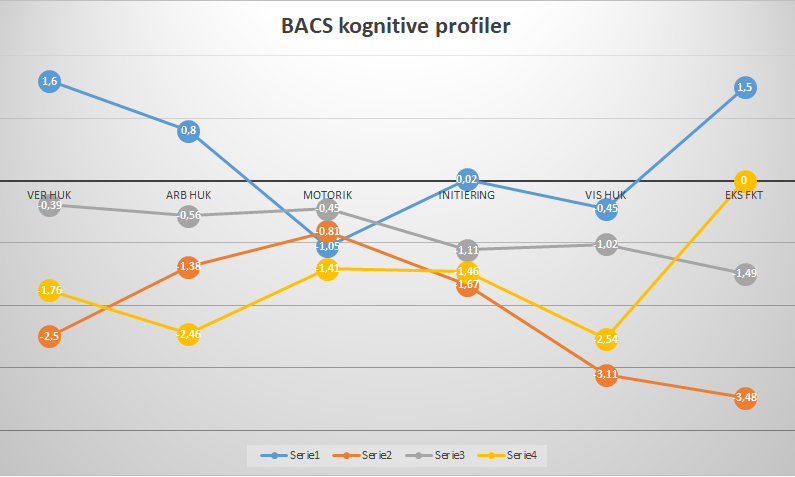 BACS kognitive profiler
1,6
1,5
0,8
0,02
0
VER HUK ARB HUK MOTORIK INITIERING VIS HUK EKS FKT
-0,39 -0,56 -0,45 -0,45
-0,81
-1,05
-1,11 -1,02
-1,38 -1,41 -1,46 -1,49
-1,67
-1,76
-2,5 -2,46 -2,54
-3,11
-3,48
Serie1 Serie2 Serie3 Serie4